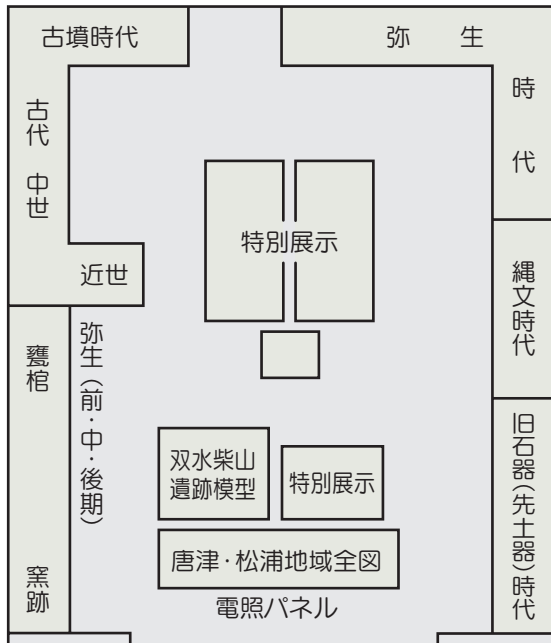 古墳時代
弥生
時代
古代 中世
特別展示
近世
縄文時代
甕棺
弥生(前・中・後期)
双水柴山
遺跡模型
特別展示
旧石器(先土器)時代
唐津・松浦地域全図
窯跡
電照パネル